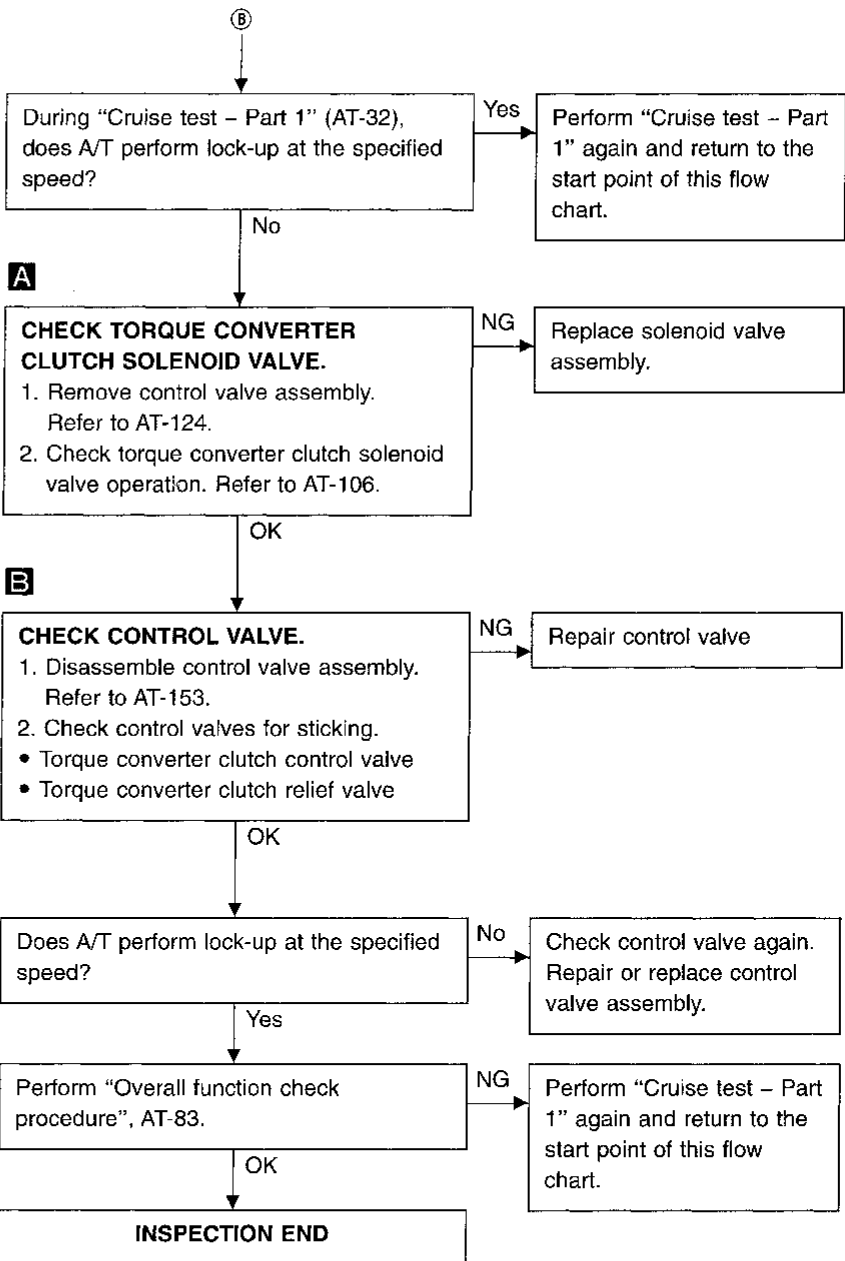 B
During “Cruise test – Part 1” (AT-32),
does A/T perform lock-up at the specified
speed?
Yes
Perform “Cruise test – Part
1” again and return to the
start point of this flow
chart.
No
A
CHECK TORQUE CONVERTER
CLUTCH SOLENOID VALVE.
1. Remove control valve assembly.
Refer to AT-124.
2. Check torque converter clutch solenoid
valve operation. Refer to AT-106.
NG
Replace solenoid valve
assembly.
OK
B
CHECK CONTROL VALVE.
1. Disassemble control valve assembly.
Refer to AT-153.
2. Check control valves for sticking.
• Torque converter clutch control valve
• Torque converter clutch relief valve
NG
Repair control valve
OK
Does A/T perform lock-up at the specified
speed?
No
Check control valve again.
Repair or replace control
valve assembly.
Yes
Perform “Overall function check
procedure”, AT-83.
NG
Perform “Cruise test – Part
1” again and return to the
start point of this flow
chart.
OK
INSPECTION END